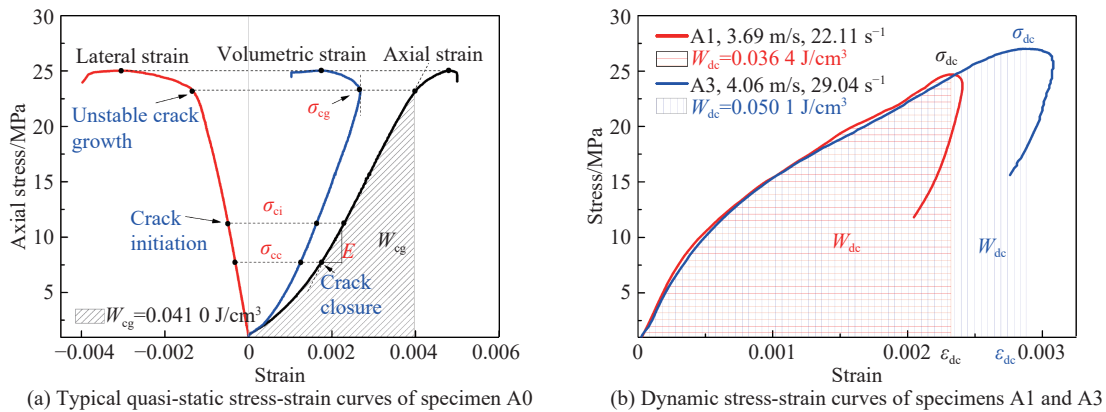 Lateral strain
Volumetric strain
Axial strain
30
25
20
15
10
5
Axial stress/MPa
Unstable crack
growth
σcg
Crack
initiation
σci
σcc
E
Wcg
Crack
closure
Wcg=0.041 0 J/cm³
−0.004
−0.002
0
0.002
0.004
0.006
Strain
(a) Typical quasi-static stress-strain curves of specimen A0
A1, 3.69 m/s, 22.11 s⁻¹
Wdc=0.036 4 J/cm³
A3, 4.06 m/s, 29.04 s⁻¹
Wdc=0.050 1 J/cm³
σdc
σdc
30
25
20
15
10
5
Stress/MPa
Wdc
Wdc
0
0.001
0.002
εdc
εdc
0.003
Strain
(b) Dynamic stress-strain curves of specimens A1 and A3